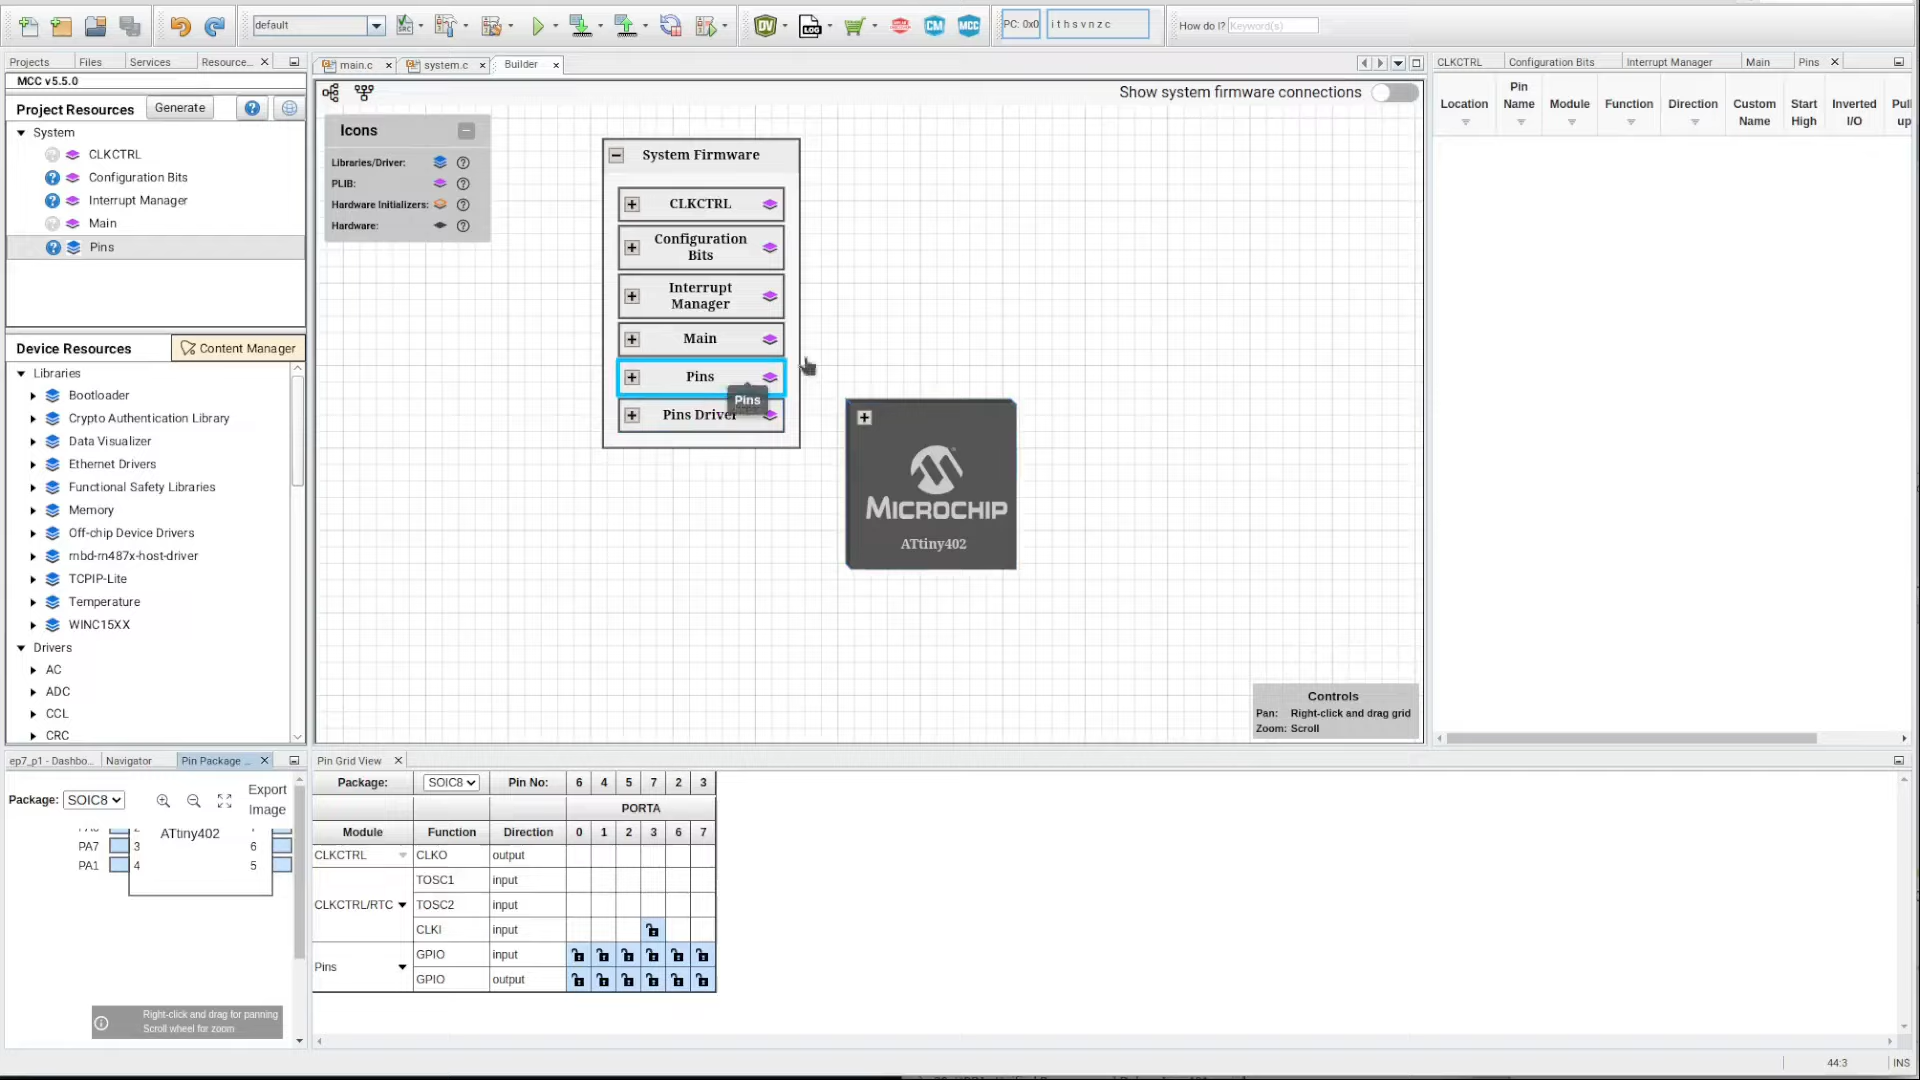 default
PC: 0x0
i t h s v n z c
How do I?
Keyword(s)
Projects
Files
Services
Resource...
MCC v5.5.0
Project Resources
Generate
System
CLKCTRL
Configuration Bits
Interrupt Manager
Main
Pins
Device Resources
Content Manager
Libraries
Bootloader
Crypto Authentication Library
Data Visualizer
Ethernet Drivers
Functional Safety Libraries
Memory
Off-chip Device Drivers
rnbd-rn487x-host-driver
TCPIP-Lite
Temperature
WINC15XX
Drivers
AC
ADC
CCL
CRC
main.c
system.c
Builder
Show system firmware connections
Icons
Libraries/Driver:
PLIB:
Hardware Initializers:
Hardware:
System Firmware
CLKCTRL
Configuration
Bits
Interrupt
Manager
Main
Pins
Pins
Pins Driver
MICROCHIP
ATtiny402
Controls
Pan: Right-click and drag grid
Zoom: Scroll
CLKCTRL
Configuration Bits
Interrupt Manager
Main
Pins
Location
Pin
Name
Module
Function
Direction
Custom
Name
Start
High
Inverted
I/O
Pull
up
ep7_p1 - Dashbo...
Navigator
Pin Package ...
Package: SOIC8
Export
Image
ATtiny402
PA7 3 6
PA1 4 5
Right-click and drag for panning
Scroll wheel for zoom
Pin Grid View
Package: SOIC8 Pin No: 6 4 5 7 2 3
PORTA
Module Function Direction 0 1 2 3 6 7
CLKCTRL CLKO output
TOSC1 input
CLKCTRL/RTC TOSC2 input
CLKI input
Pins GPIO input
GPIO output
44:3
INS